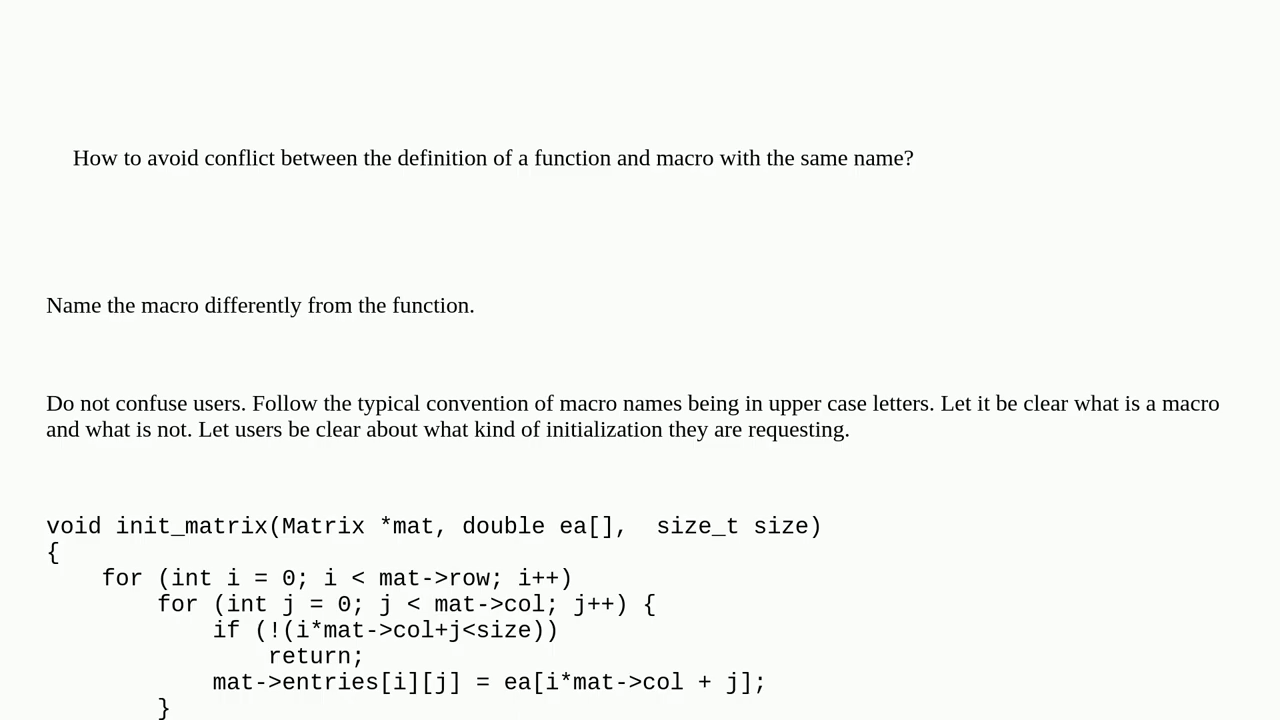 How to avoid conflict between the definition of a function and macro with the same name?
Name the macro differently from the function.
Do not confuse users. Follow the typical convention of macro names being in upper case letters. Let it be clear what is a macro
and what is not. Let users be clear about what kind of initialization they are requesting.
void init_matrix(Matrix *mat, double ea[],  size_t size)
{
    for (int i = 0; i < mat->row; i++)
        for (int j = 0; j < mat->col; j++) {
            if (!(i*mat->col+j<size))
                return;
            mat->entries[i][j] = ea[i*mat->col + j];
        }